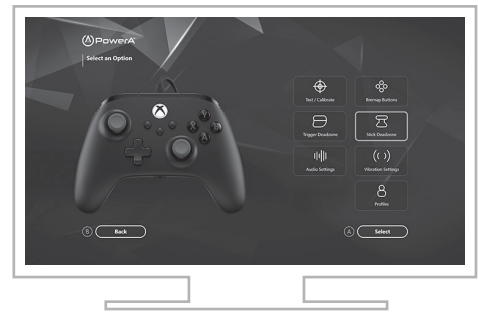 PowerA
Select an Option
Test / Calibrate
Remap Buttons
Trigger Deadzone
Stick Deadzone
Audio Settings
Vibration Settings
Profiles
B Back
A Select